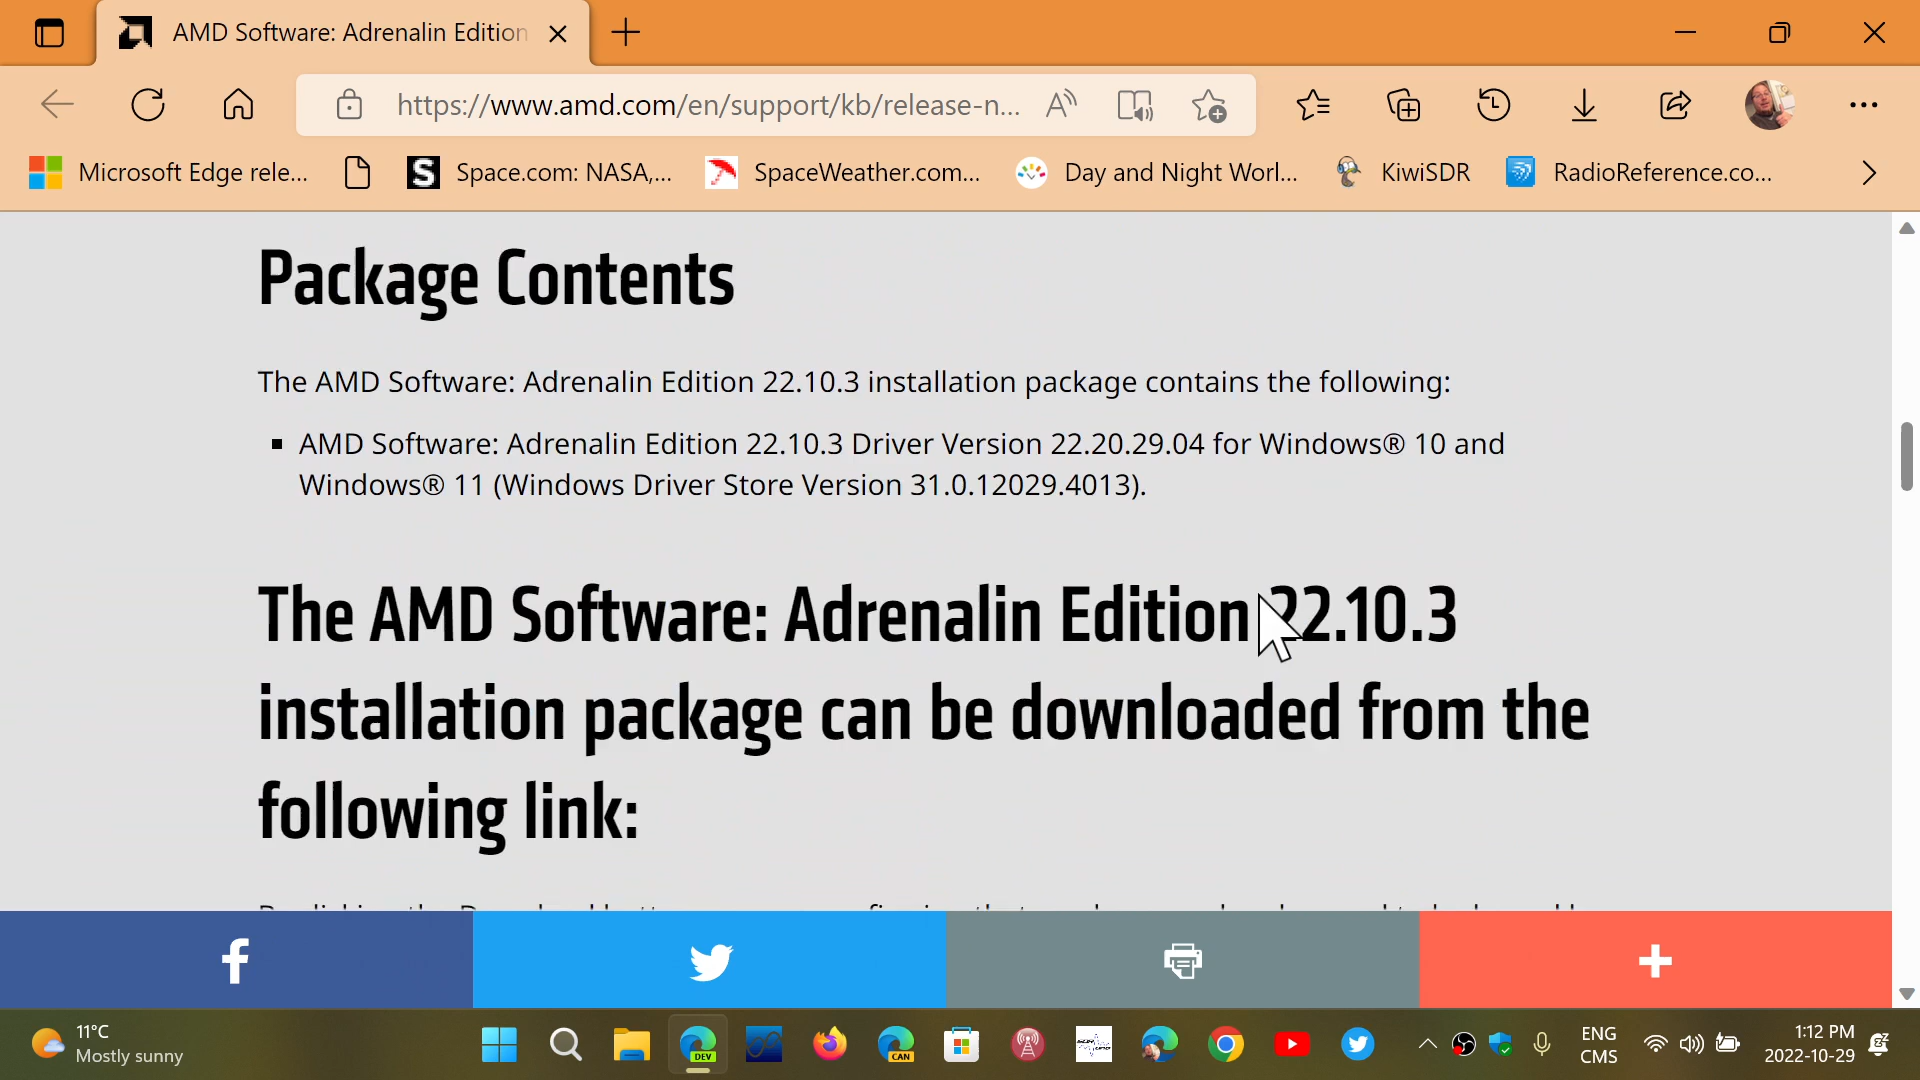 AMD Software: Adrenalin Edition
https://www.amd.com/en/support/kb/release-n...
Microsoft Edge rele...
Space.com: NASA,...
SpaceWeather.com...
Day and Night Worl...
KiwiSDR
RadioReference.co...
Package Contents
The AMD Software: Adrenalin Edition 22.10.3 installation package contains the following:
AMD Software: Adrenalin Edition 22.10.3 Driver Version 22.20.29.04 for Windows® 10 and
Windows® 11 (Windows Driver Store Version 31.0.12029.4013).
The AMD Software: Adrenalin Edition 22.10.3
installation package can be downloaded from the
following link:
11°C
Mostly sunny
DEV
CAN
ENG
CMS
1:12 PM
2022-10-29